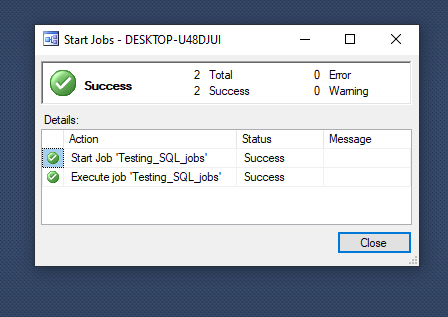 Start Jobs - DESKTOP-U48DJUI
Success 2 Total 0 Error
2 Success 0 Warning
Details:
Action Status Message
Start Job 'Testing_SQL_jobs' Success
Execute job 'Testing_SQL_jobs' Success
Close